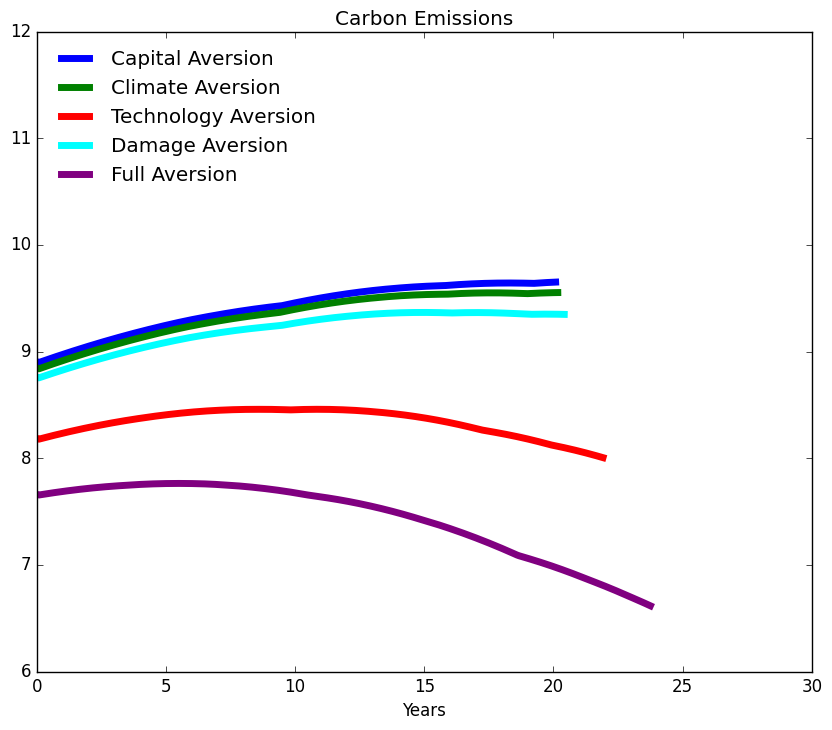 Carbon Emissions
12
11
10
9
8
7
6
Capital Aversion
Climate Aversion
Technology Aversion
Damage Aversion
Full Aversion
0 5 10 15 20 25 30
Years